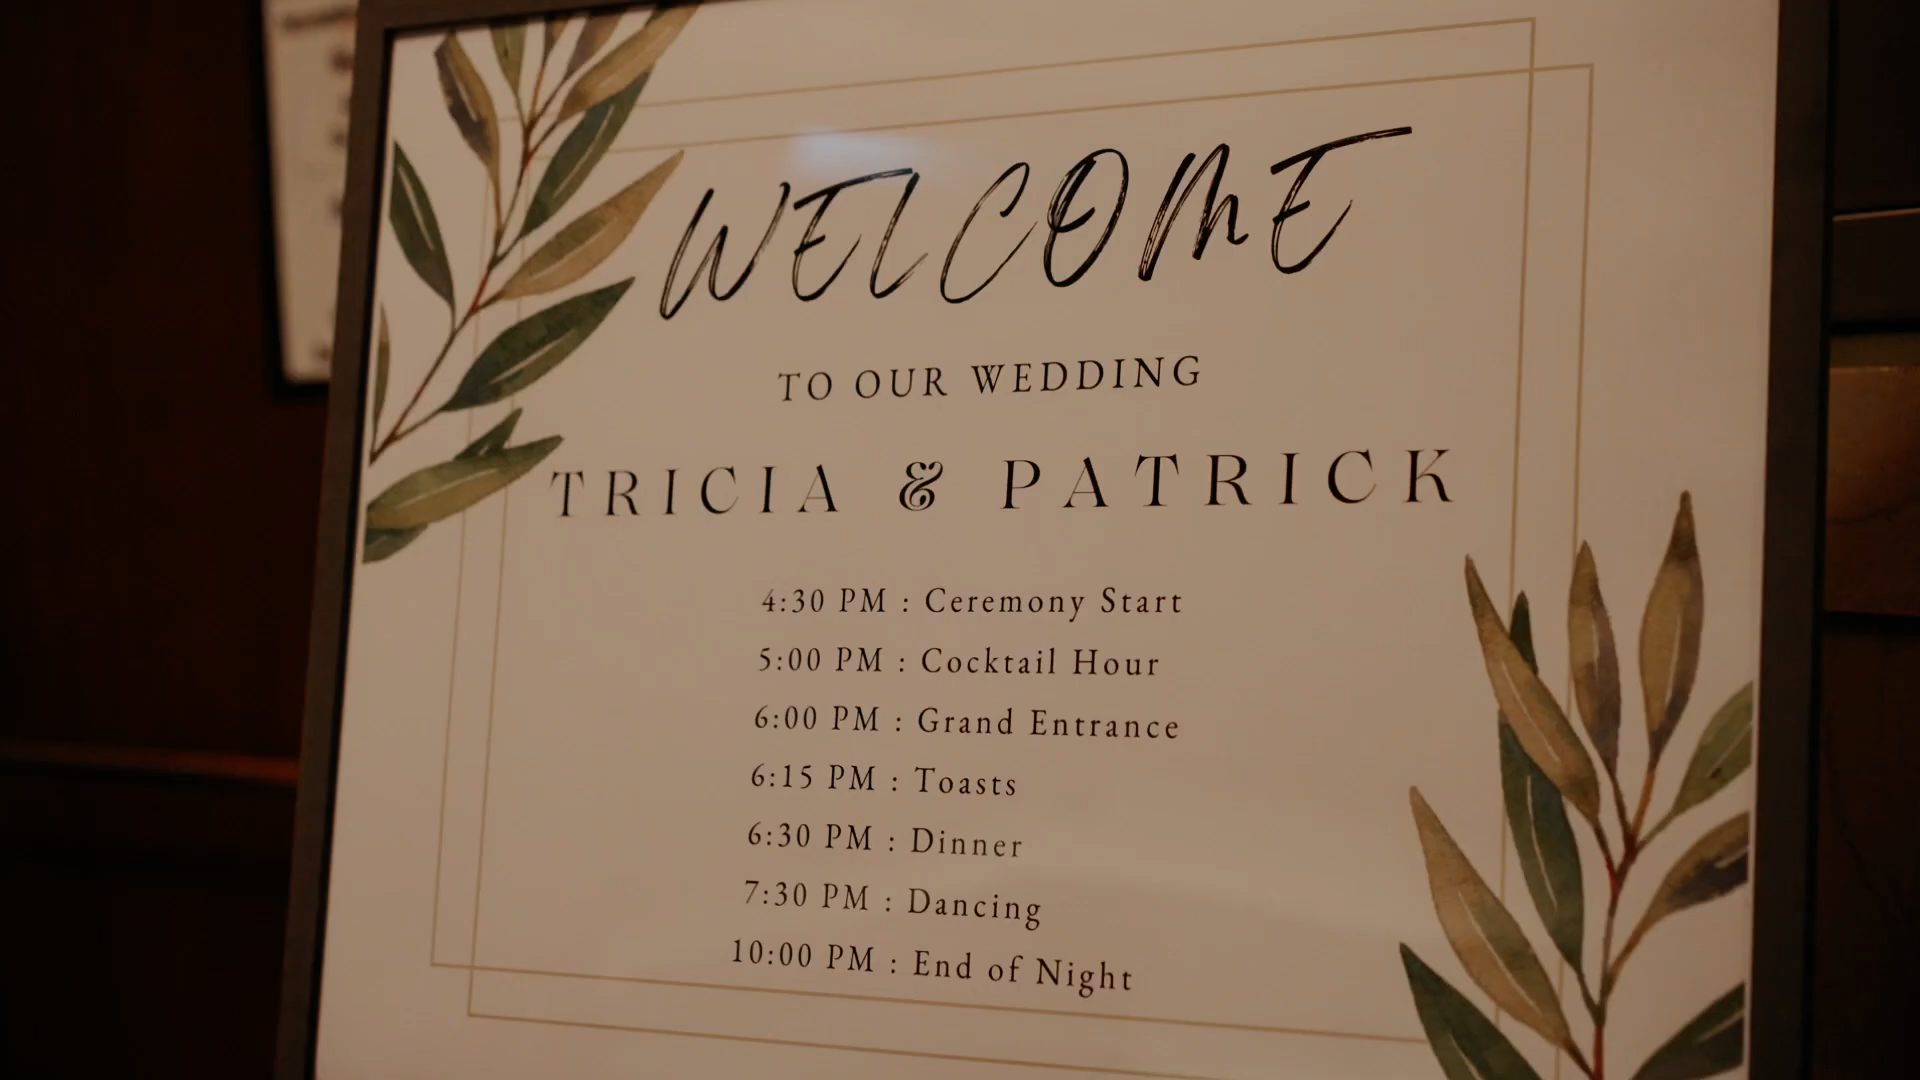 WELCOME
TO OUR WEDDING
TRICIA & PATRICK
4:30 PM : Ceremony Start
5:00 PM : Cocktail Hour
6:00 PM : Grand Entrance
6:15 PM : Toasts
6:30 PM : Dinner
7:30 PM : Dancing
10:00 PM : End of Night